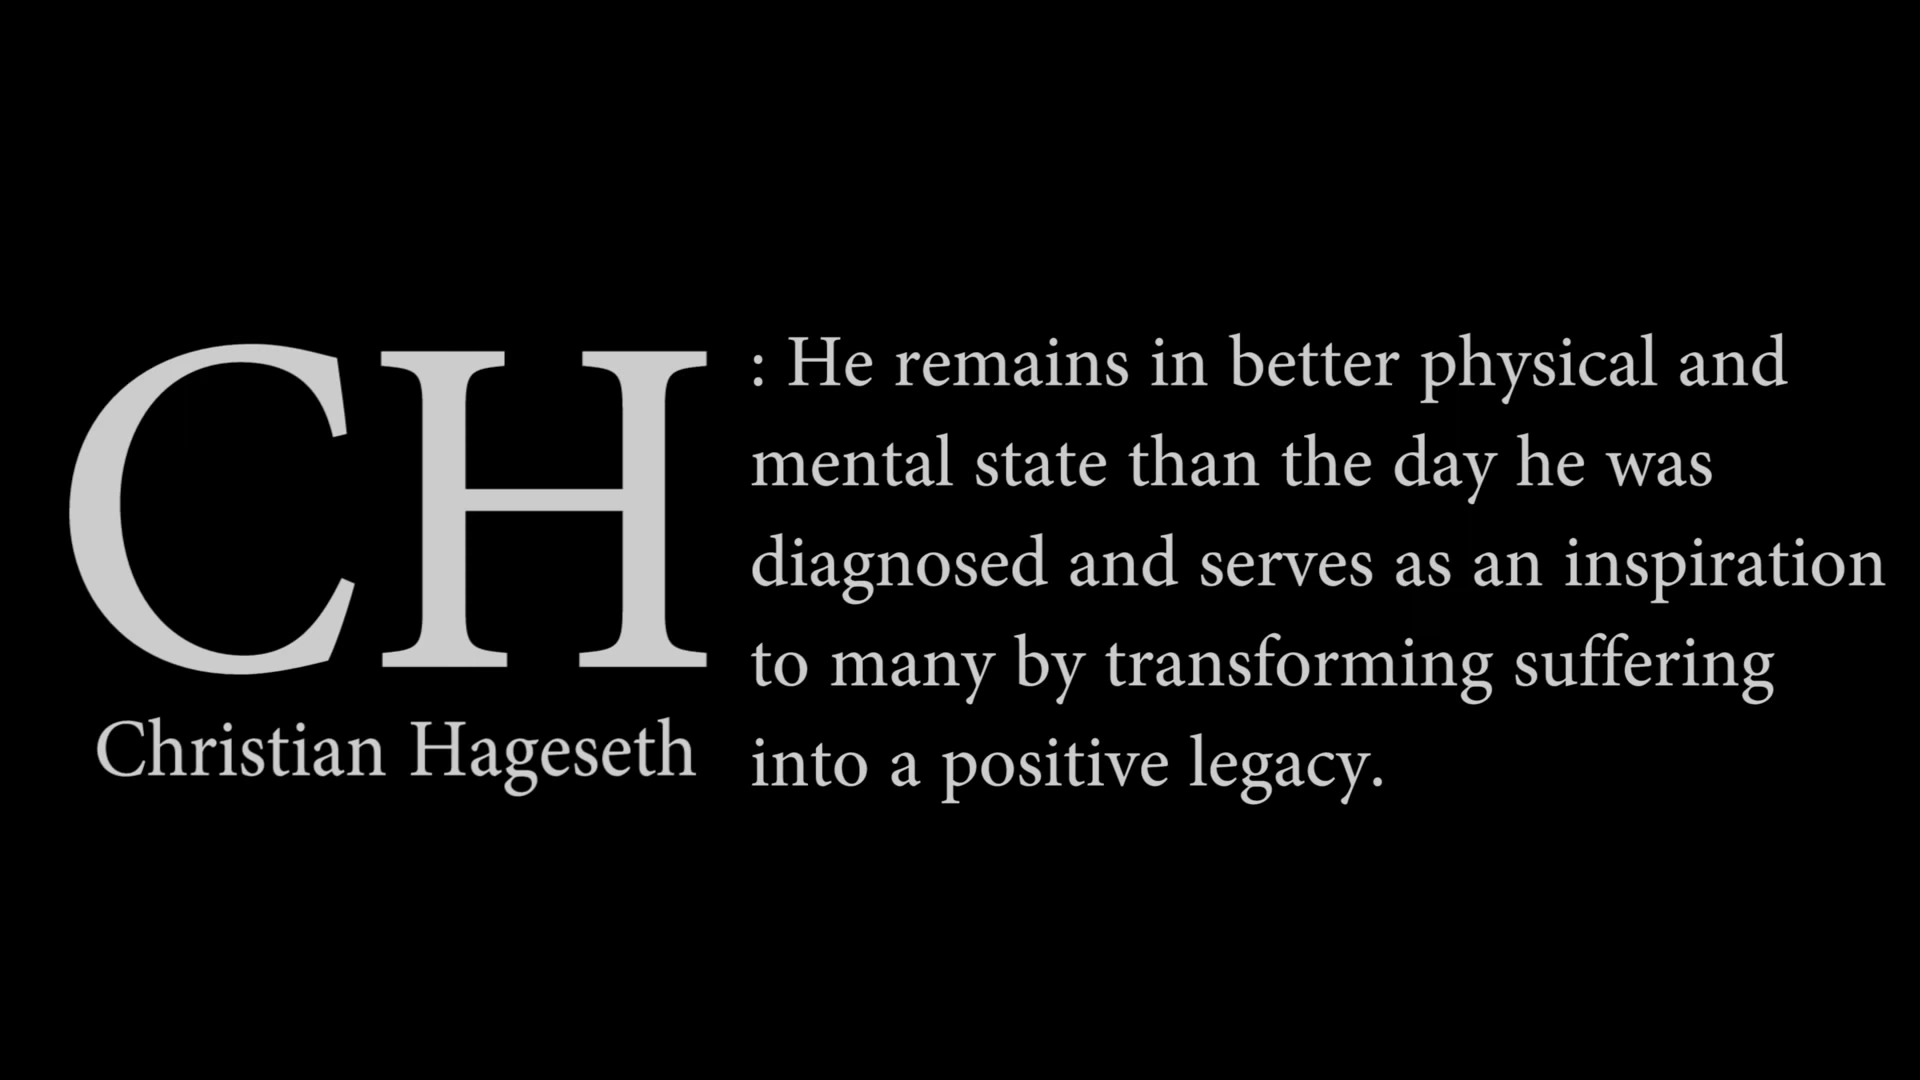 CH
Christian Hageseth
: He remains in better physical and
mental state than the day he was
diagnosed and serves as an inspiration
to many by transforming suffering
into a positive legacy.